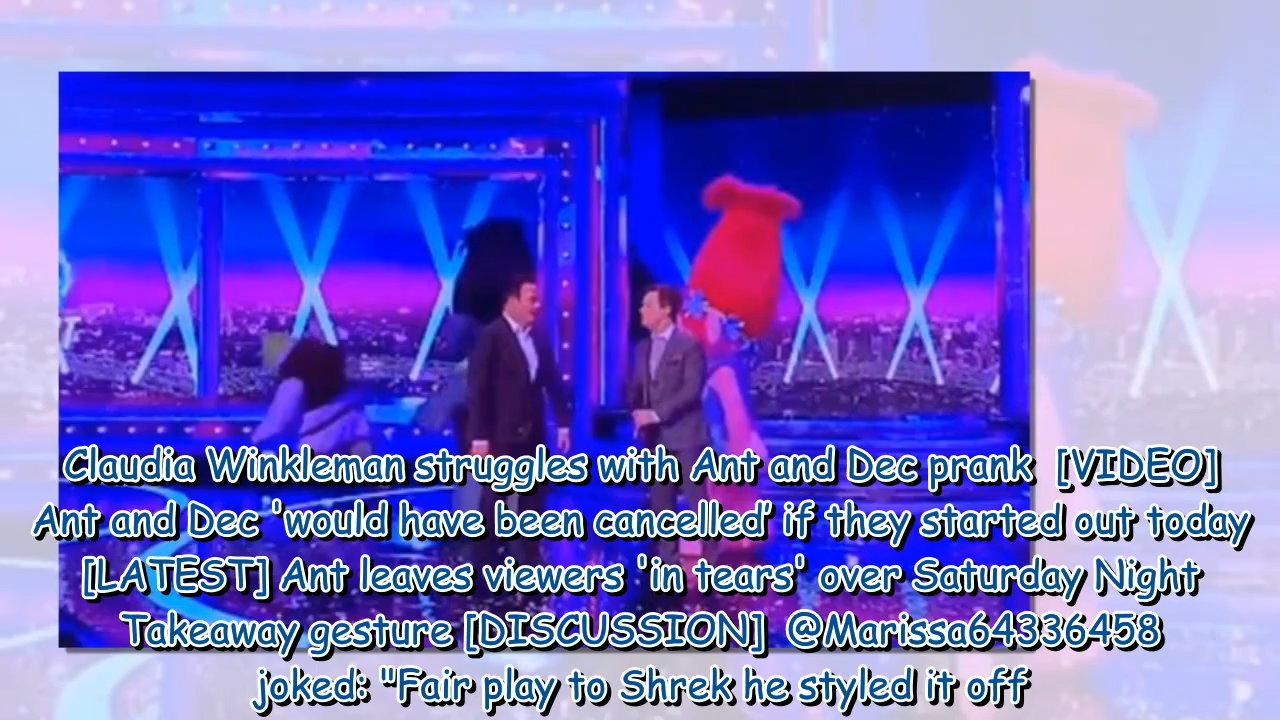 Claudia Winkleman struggles with Ant and Dec prank  [VIDEO]
Ant and Dec 'would have been cancelled’ if they started out today
[LATEST] Ant leaves viewers 'in tears' over Saturday Night
Takeaway gesture [DISCUSSION]  @Marissa64336458
joked: "Fair play to Shrek he styled it off